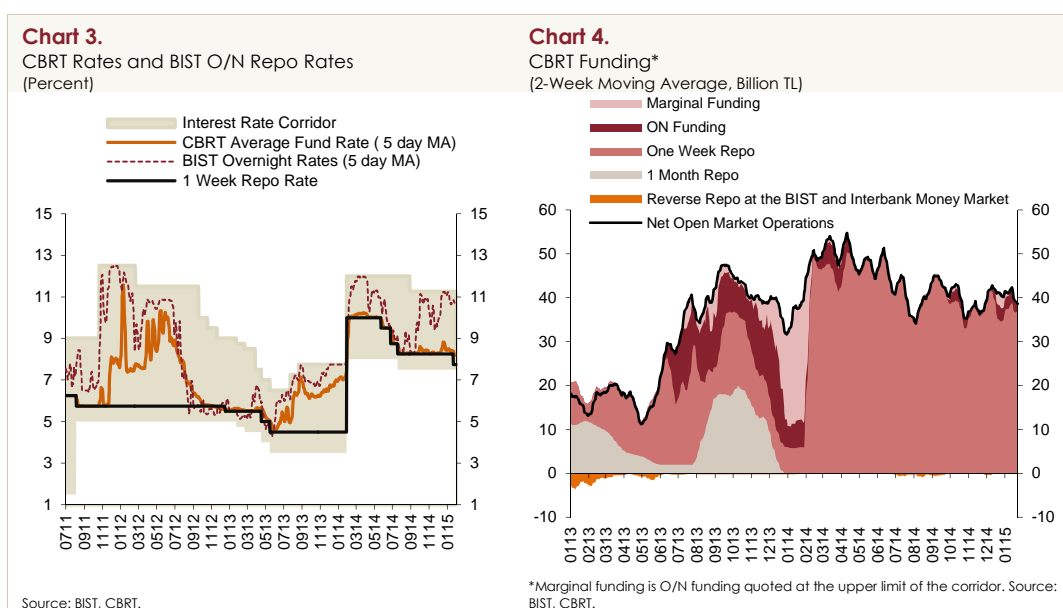 Chart 3.
CBRT Rates and BIST O/N Repo Rates
(Percent)
Interest Rate Corridor
CBRT Average Fund Rate ( 5 day MA)
BIST Overnight Rates (5 day MA)
1 Week Repo Rate
15 15
13 13
11 11
9 9
7 7
5 5
3 3
1 1
0711 0911 1111 0112 0312 0512 0712 0912 1112 0113 0313 0513 0713 0913 1113 0114 0314 0514 0714 0914 1114 0115
Source: BIST, CBRT.
Chart 4.
CBRT Funding*
(2-Week Moving Average, Billion TL)
Marginal Funding
ON Funding
One Week Repo
1 Month Repo
Reverse Repo at the BIST and Interbank Money Market
Net Open Market Operations
60 60
50 50
40 40
30 30
20 20
10 10
0 0
-10 -10
0113 0213 0313 0413 0513 0613 0713 0813 0913 1013 1113 1213 0114 0214 0314 0414 0514 0614 0714 0814 0914 1014 1114 1214 0115
*Marginal funding is O/N funding quoted at the upper limit of the corridor. Source:
BIST, CBRT.